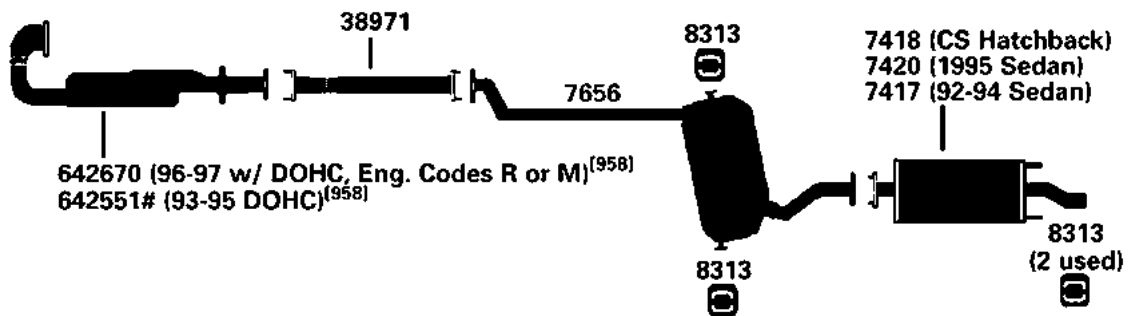 38971
8313
7418 (CS Hatchback)
7420 (1995 Sedan)
7417 (92-94 Sedan)
7656
642670 (96-97 w/ DOHC, Eng. Codes R or M)(958)
642551# (93-95 DOHC)(958)
8313
8313
(2 used)